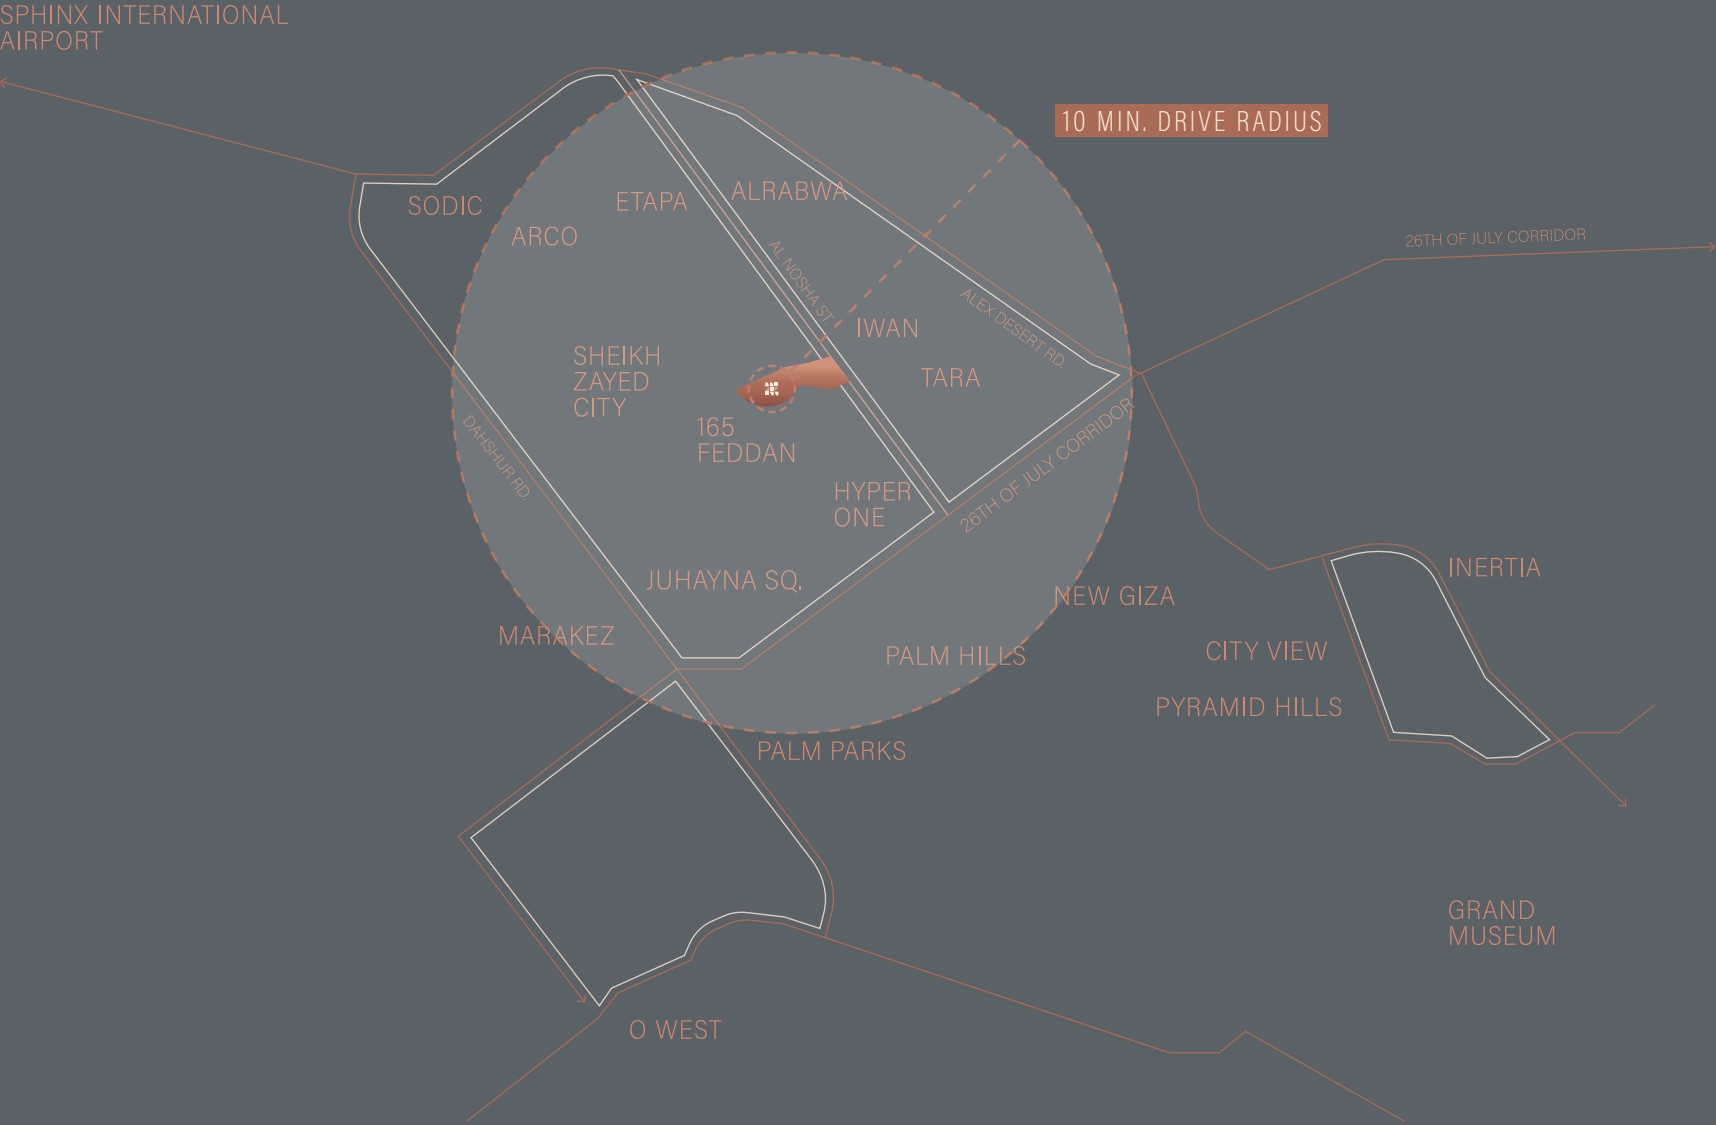 SPHINX INTERNATIONAL
AIRPORT
10 MIN. DRIVE RADIUS
SODIC
ETAPA
ALRABWA
ARCO
26TH OF JULY CORRIDOR
AL NOSHA ST.
ALEX DESERT RD
IWAN
SHEIKH
ZAYED
CITY
TARA
165
FEDDAN
DAHSHUR RD.
26TH OF JULY CORRIDOR
HYPER
ONE
JUHAYNA SQ.
INERTIA
NEW GIZA
MARAKEZ
PALM HILLS
CITY VIEW
PYRAMID HILLS
PALM PARKS
GRAND
MUSEUM
O WEST